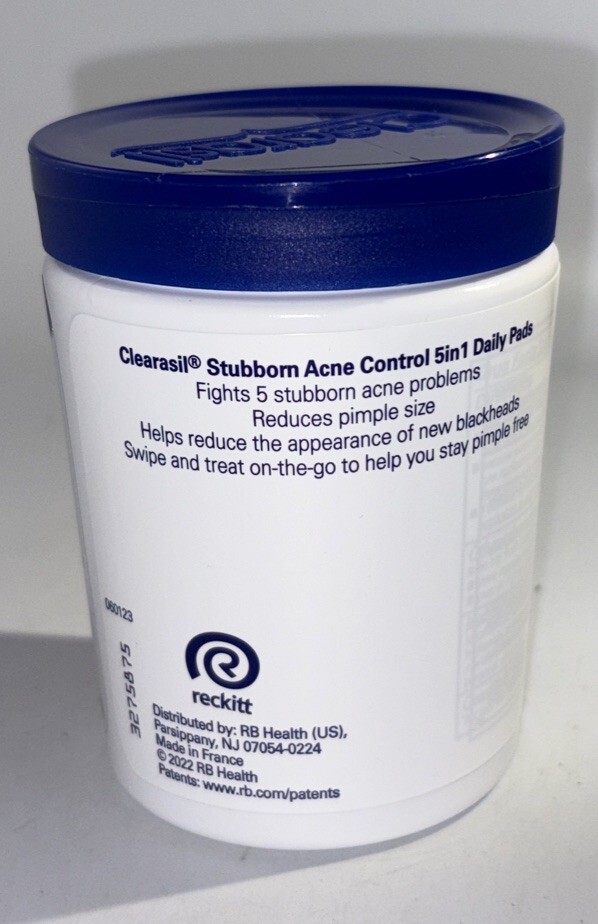 Clearasil
Clearasil® Stubborn Acne Control 5in1 Daily Pads
Fights 5 stubborn acne problems
Reduces pimple size
Helps reduce the appearance of new blackheads
Swipe and treat on-the-go to help you stay pimple free
060123
3275875
reckitt
Distributed by: RB Health (US),
Parsippany, NJ 07054-0224
Made in France
© 2022 RB Health
Patents: www.rb.com/patents